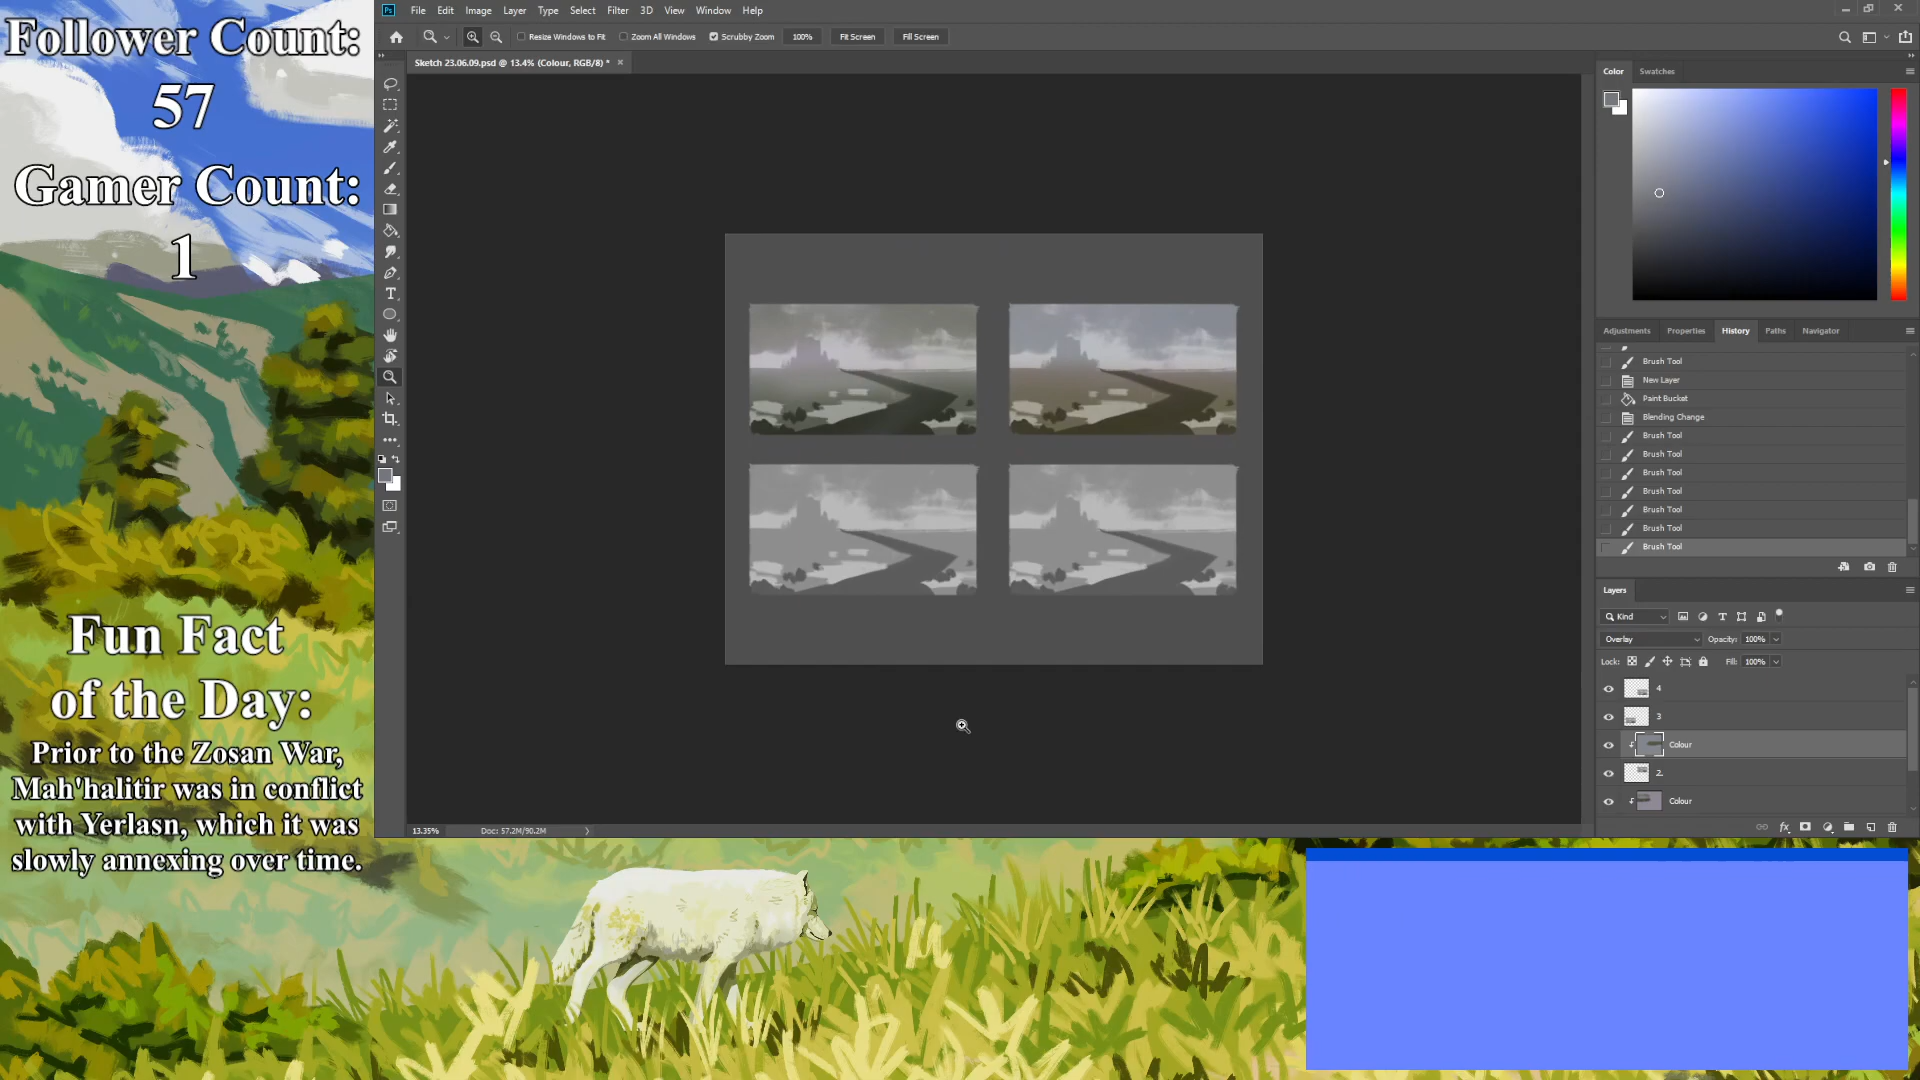 Follower Count:
57
Gamer Count:
1
Fun Fact
of the Day:
Prior to the Zosan War,
Mah'halitir was in conflict
with Yerlasn, which it was
slowly annexing over time.
Ps File Edit Image Layer Type Select Filter 3D View Window Help
Resize Windows to Fit Zoom All Windows Scrubby Zoom 100% Fit Screen Fill Screen
Sketch 23.06.09.psd @ 13.4% (Colour, RGB/8) *
T
13.35% Doc: 57.2M/90.2M
Color Swatches
Adjustments Properties History Paths Navigator
Brush Tool
New Layer
Paint Bucket
Blending Change
Brush Tool
Brush Tool
Brush Tool
Brush Tool
Brush Tool
Brush Tool
Brush Tool
Layers
Kind
Overlay Opacity: 100%
Lock: Fill: 100%
4
3
Colour
2.
Colour
fx